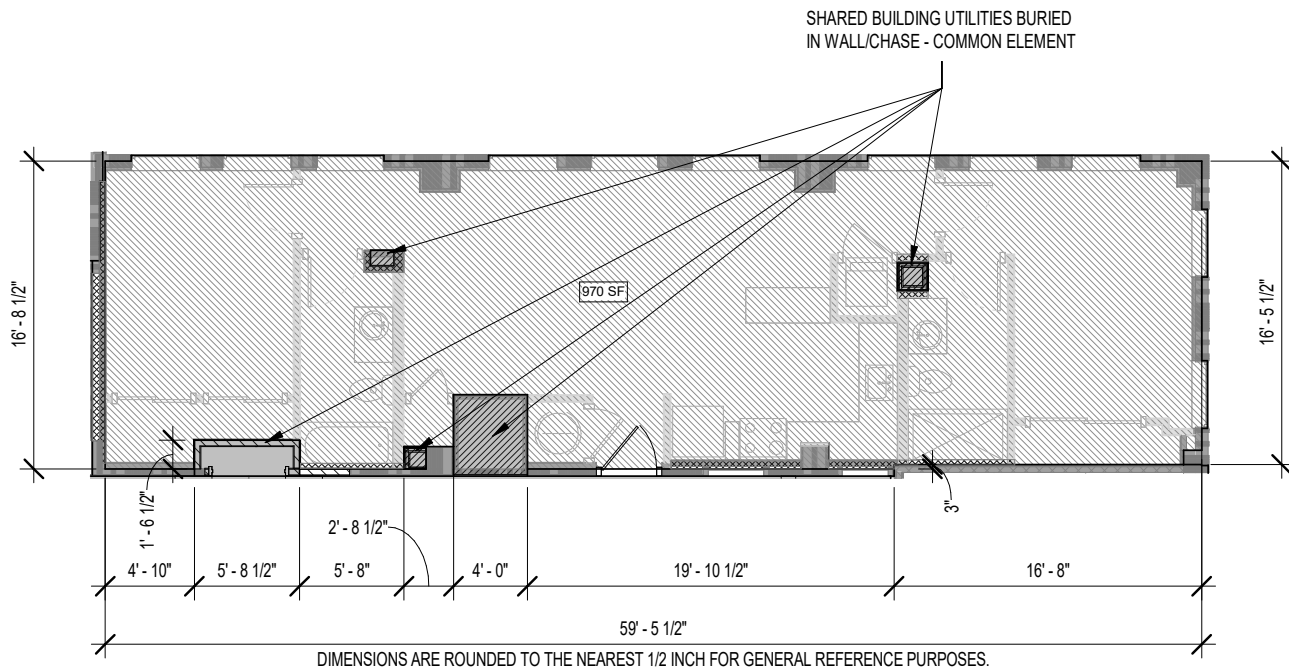 SHARED BUILDING UTILITIES BURIED
IN WALL/CHASE - COMMON ELEMENT
16' - 8 1/2"
970 SF
16' - 5 1/2"
1' - 6 1/2"
2' - 8 1/2"
3"
4' - 10"
5' - 8 1/2"
5' - 8"
4' - 0"
19' - 10 1/2"
16' - 8"
59' - 5 1/2"
DIMENSIONS ARE ROUNDED TO THE NEAREST 1/2 INCH FOR GENERAL REFERENCE PURPOSES.